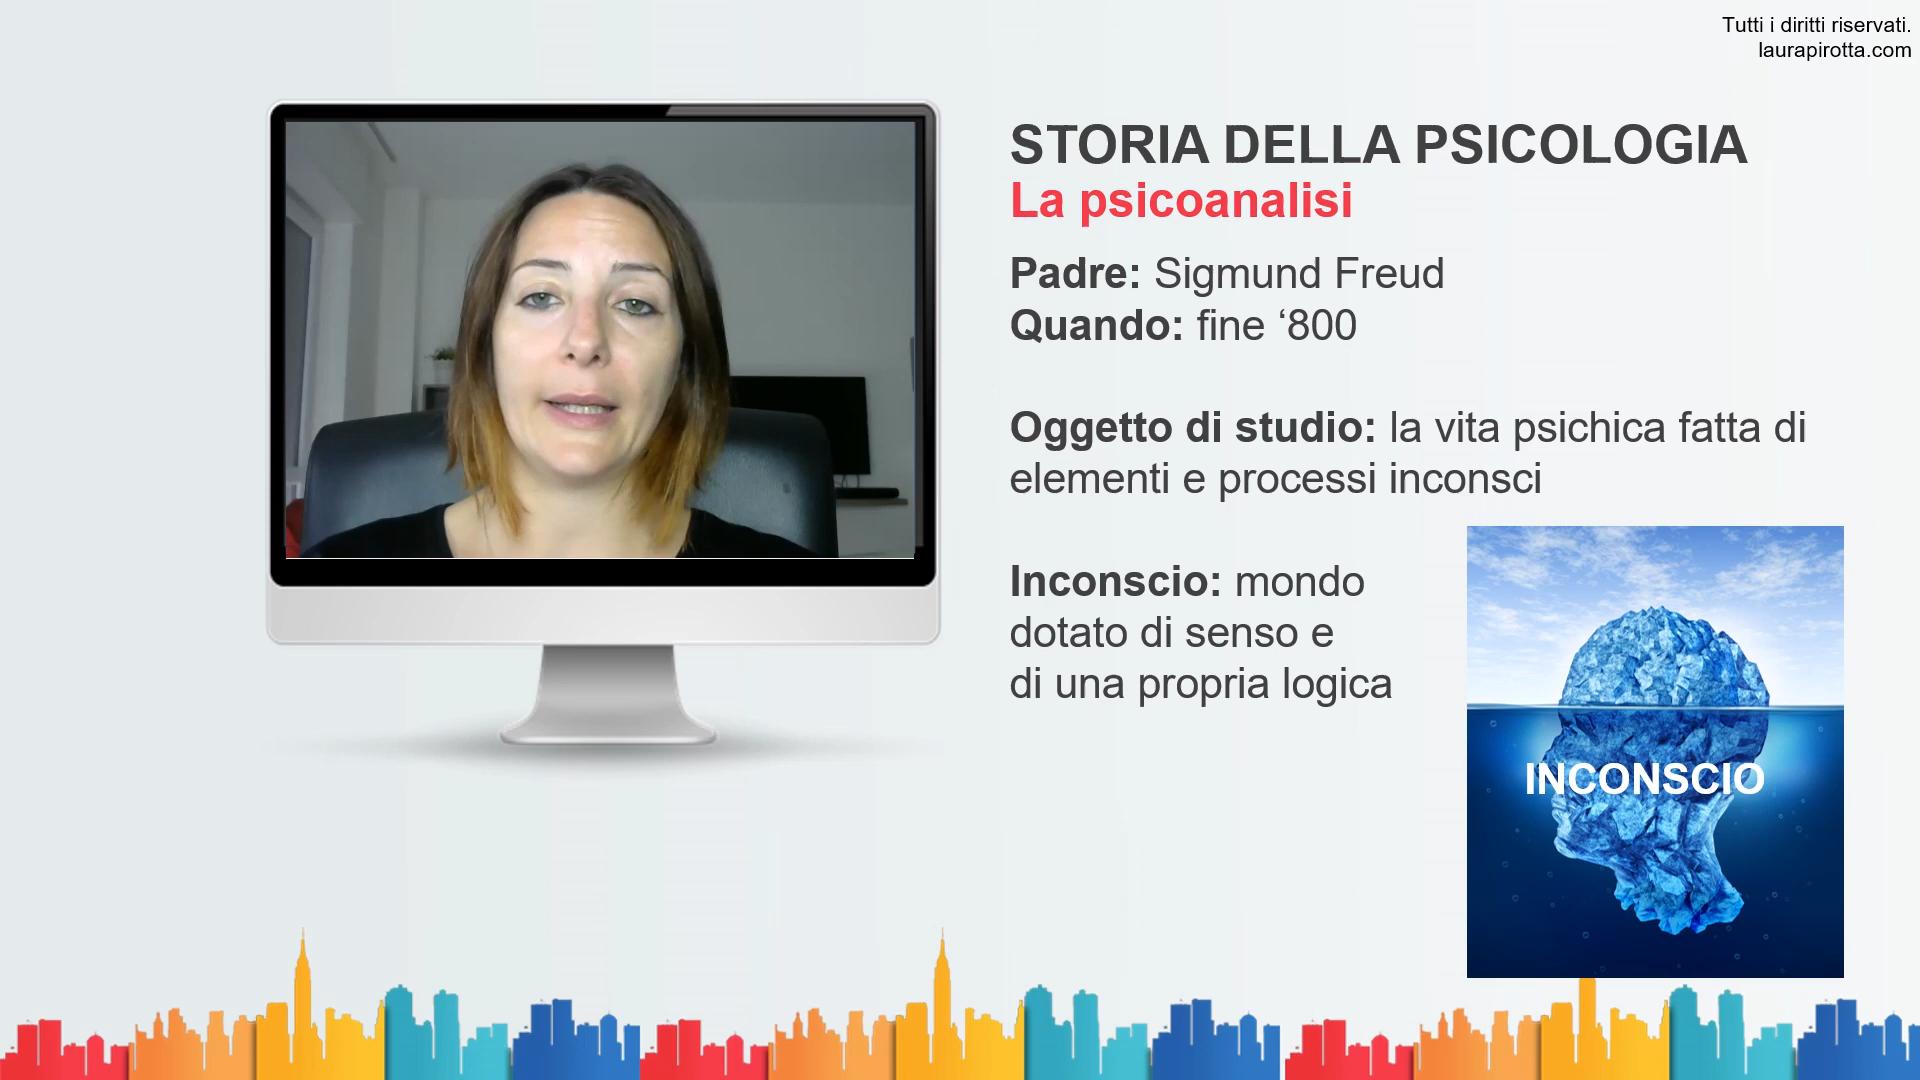 Tutti i diritti riservati.
laurapirotta.com
STORIA DELLA PSICOLOGIA
La psicoanalisi
Padre: Sigmund Freud
Quando: fine ‘800
Oggetto di studio: la vita psichica fatta di
elementi e processi inconsci
Inconscio: mondo
dotato di senso e
di una propria logica
INCONSCIO